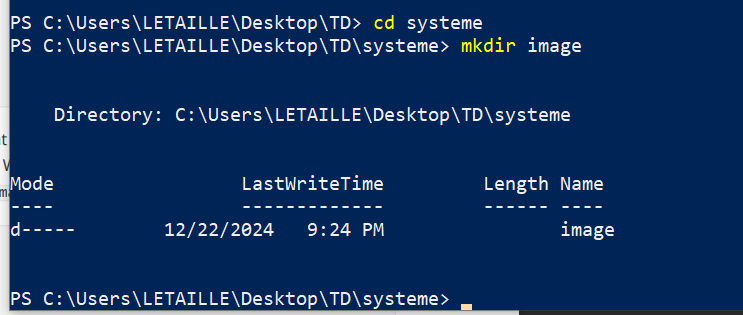 PS C:\Users\LETAILLE\Desktop\TD> cd systeme
PS C:\Users\LETAILLE\Desktop\TD\systeme> mkdir image
Directory: C:\Users\LETAILLE\Desktop\TD\systeme
Mode LastWriteTime Length Name
---- ------------- ------ ----
d----- 12/22/2024 9:24 PM image
PS C:\Users\LETAILLE\Desktop\TD\systeme>